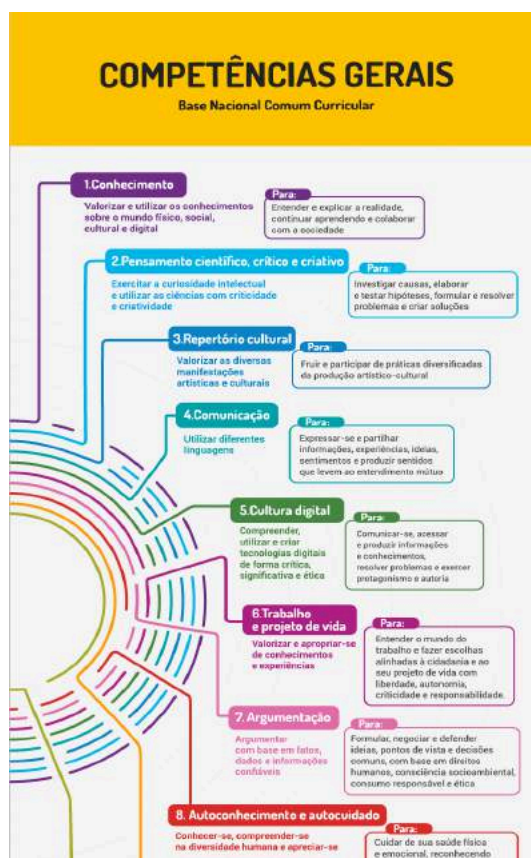 COMPETÊNCIAS GERAIS
Base Nacional Comum Curricular
1.Conhecimento
Valorizar e utilizar os conhecimentos
sobre o mundo físico, social,
cultural e digital
Para:
Entender e explicar a realidade,
continuar aprendendo e colaborar
com a sociedade
2.Pensamento científico, crítico e criativo
Exercitar a curiosidade intelectual
e utilizar as ciências com criticidade
e criatividade
Para:
Investigar causas, elaborar
e testar hipóteses, formular e resolver
problemas e criar soluções
3.Repertório cultural
Valorizar as diversas
manifestações
artísticas e culturais
Para:
Fruir e participar de práticas diversificadas
da produção artístico-cultural
4.Comunicação
Utilizar diferentes
linguagens
Para:
Expressar-se e partilhar
informações, experiências, ideias,
sentimentos e produzir sentidos
que levem ao entendimento mútuo
5.Cultura digital
Compreender,
utilizar e criar
tecnologias digitais
de forma crítica,
significativa e ética
Para:
Comunicar-se, acessar
e produzir informações
e conhecimentos,
resolver problemas e exercer
protagonismo e autoria
6.Trabalho
e projeto de vida
Valorizar e apropriar-se
de conhecimentos
e experiências
Para:
Entender o mundo do
trabalho e fazer escolhas
alinhadas à cidadania e ao
seu projeto de vida com
liberdade, autonomia,
criticidade e responsabilidade
7. Argumentação
Argumentar
com base em fatos,
dados e informações
confiáveis
Para:
Formular, negociar e defender
ideias, pontos de vista e decisões
comuns, com base em direitos
humanos, consciência socioambiental,
consumo responsável e ética
8. Autoconhecimento e autocuidado
Conhecer-se, compreender-se
na diversidade humana e apreciar-se
Para:
Cuidar de sua saúde física
e emocional, reconhecendo